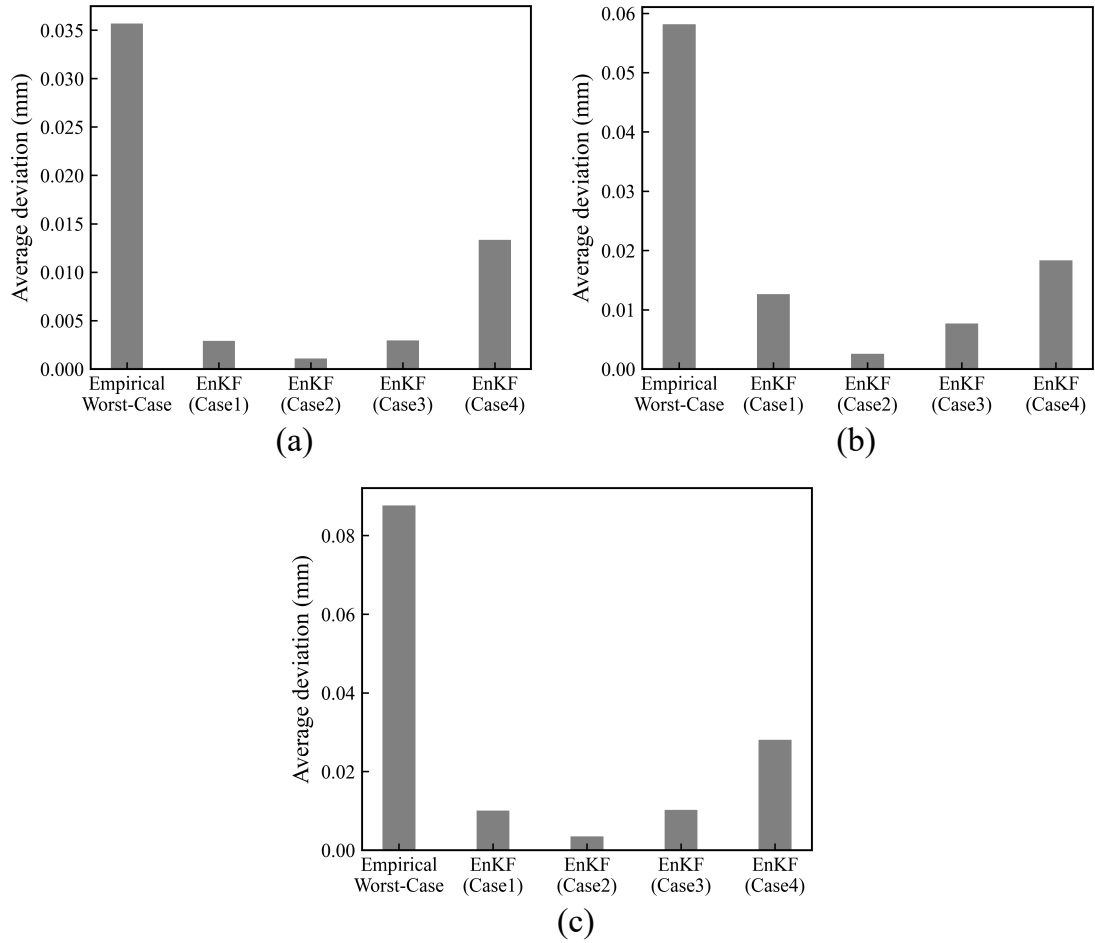 Average deviation (mm)
0.035
0.030
0.025
0.020
0.015
0.010
0.005
0.000
Empirical Worst-Case
EnKF (Case1)
EnKF (Case2)
EnKF (Case3)
EnKF (Case4)
(a)
Average deviation (mm)
0.06
0.05
0.04
0.03
0.02
0.01
0.00
Empirical Worst-Case
EnKF (Case1)
EnKF (Case2)
EnKF (Case3)
EnKF (Case4)
(b)
Average deviation (mm)
0.08
0.06
0.04
0.02
0.00
Empirical Worst-Case
EnKF (Case1)
EnKF (Case2)
EnKF (Case3)
EnKF (Case4)
(c)